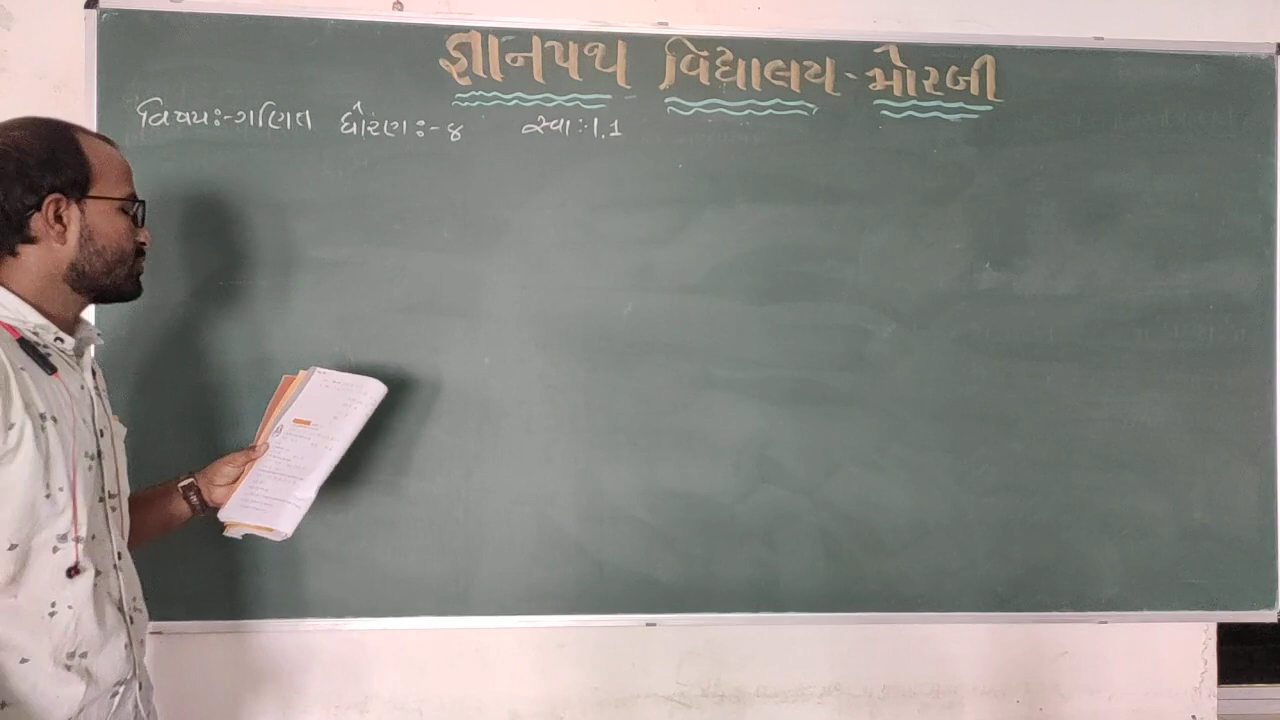 જ્ઞાનપથ વિદ્યાલય-મોરબી
વિષયઃ-ગણિત ધોરણઃ-૪ સ્વાઃ1.1